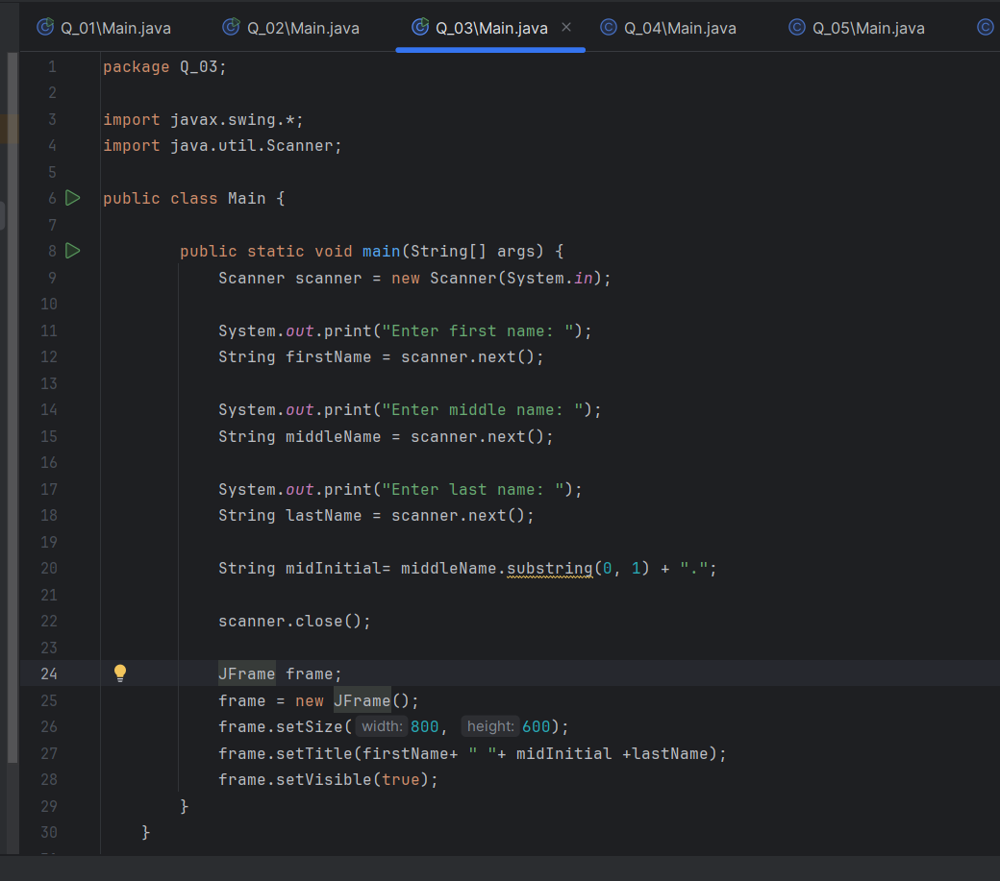 Q_01\Main.java Q_02\Main.java Q_03\Main.java Q_04\Main.java Q_05\Main.java
1 package Q_03;
2
3 import javax.swing.*;
4 import java.util.Scanner;
5
6 public class Main {
7
8 public static void main(String[] args) {
9 Scanner scanner = new Scanner(System.in);
10
11 System.out.print("Enter first name: ");
12 String firstName = scanner.next();
13
14 System.out.print("Enter middle name: ");
15 String middleName = scanner.next();
16
17 System.out.print("Enter last name: ");
18 String lastName = scanner.next();
19
20 String midInitial= middleName.substring(0, 1) + ".";
21
22 scanner.close();
23
24 JFrame frame;
25 frame = new JFrame();
26 frame.setSize( width: 800, height: 600);
27 frame.setTitle(firstName+ " "+ midInitial +lastName);
28 frame.setVisible(true);
29 }
30 }